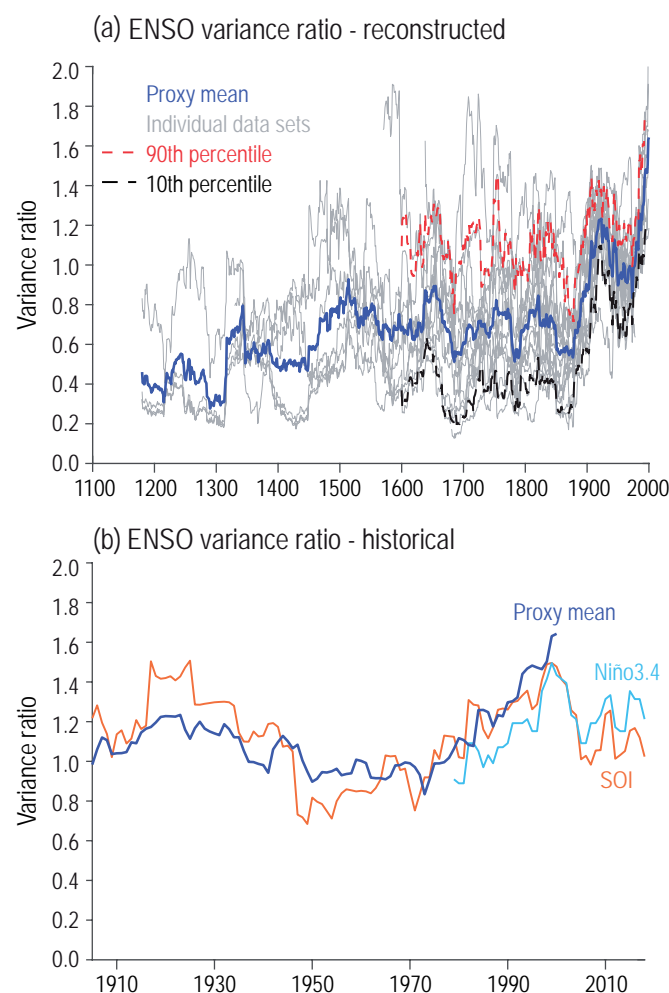 (a) ENSO variance ratio - reconstructed
2.0
Proxy mean
1.8
Individual data sets
1.6
90th percentile
1.4
10th percentile
1.2
1.0
0.8
0.6
0.4
0.2
0.0
Variance ratio
1100 1200 1300 1400 1500 1600 1700 1800 1900 2000
(b) ENSO variance ratio - historical
2.0
1.8
Proxy mean
1.6
Niño3.4
1.4
1.2
1.0
SOI
0.8
0.6
0.4
0.2
0.0
Variance ratio
1910 1930 1950 1970 1990 2010